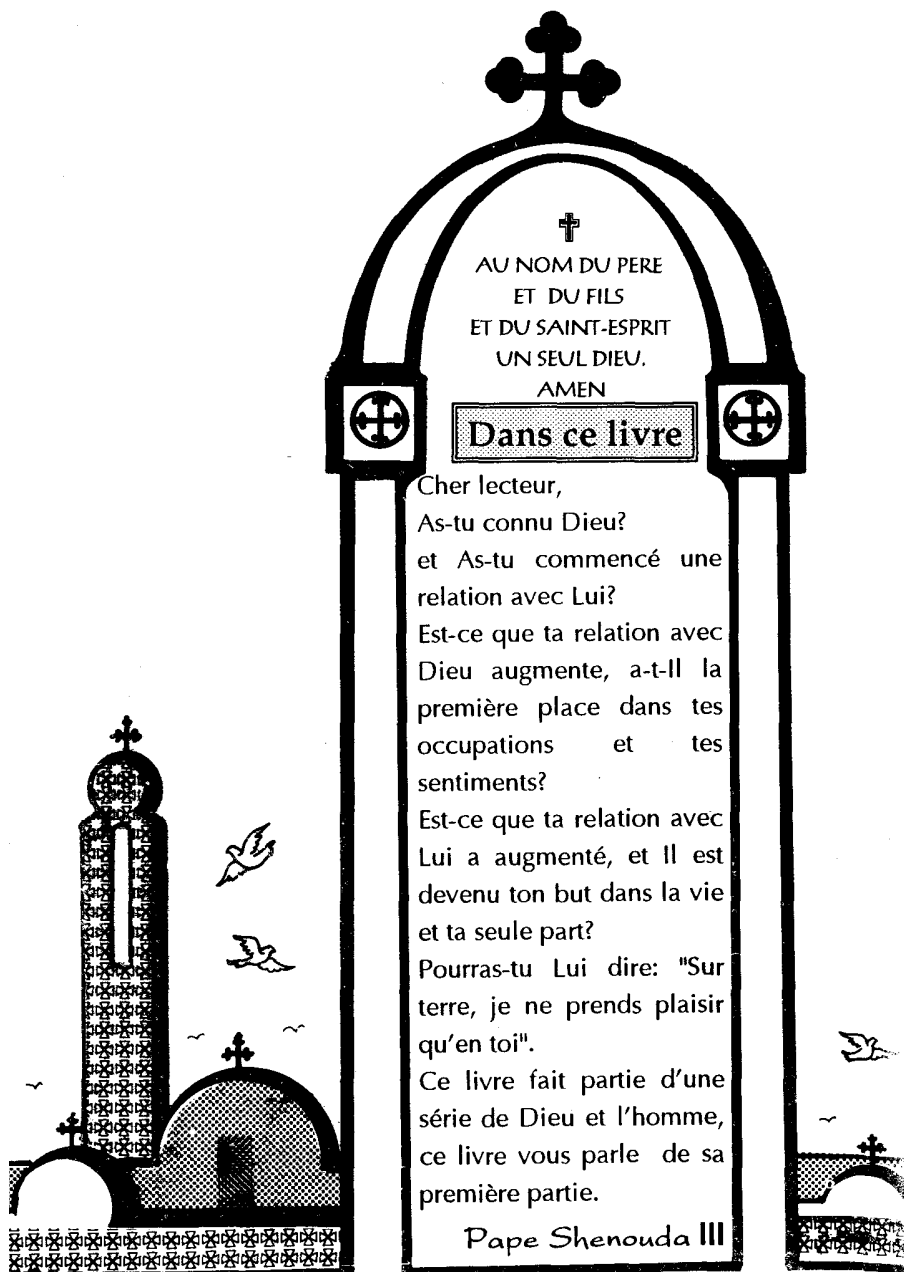 AU NOM DU PERE
ET DU FILS
ET DU SAINT-ESPRIT
UN SEUL DIEU.
AMEN
Dans ce livre
Cher lecteur,
As-tu connu Dieu?
et As-tu commencé une
relation avec Lui?
Est-ce que ta relation avec
Dieu augmente, a-t-Il la
première place dans tes
occupations et tes
sentiments?
Est-ce que ta relation avec
Lui a augmenté, et Il est
devenu ton but dans la vie
et ta seule part?
Pourras-tu Lui dire: "Sur
terre, je ne prends plaisir
qu'en toi".
Ce livre fait partie d'une
série de Dieu et l'homme,
ce livre vous parle de sa
première partie.
Pape Shenouda III